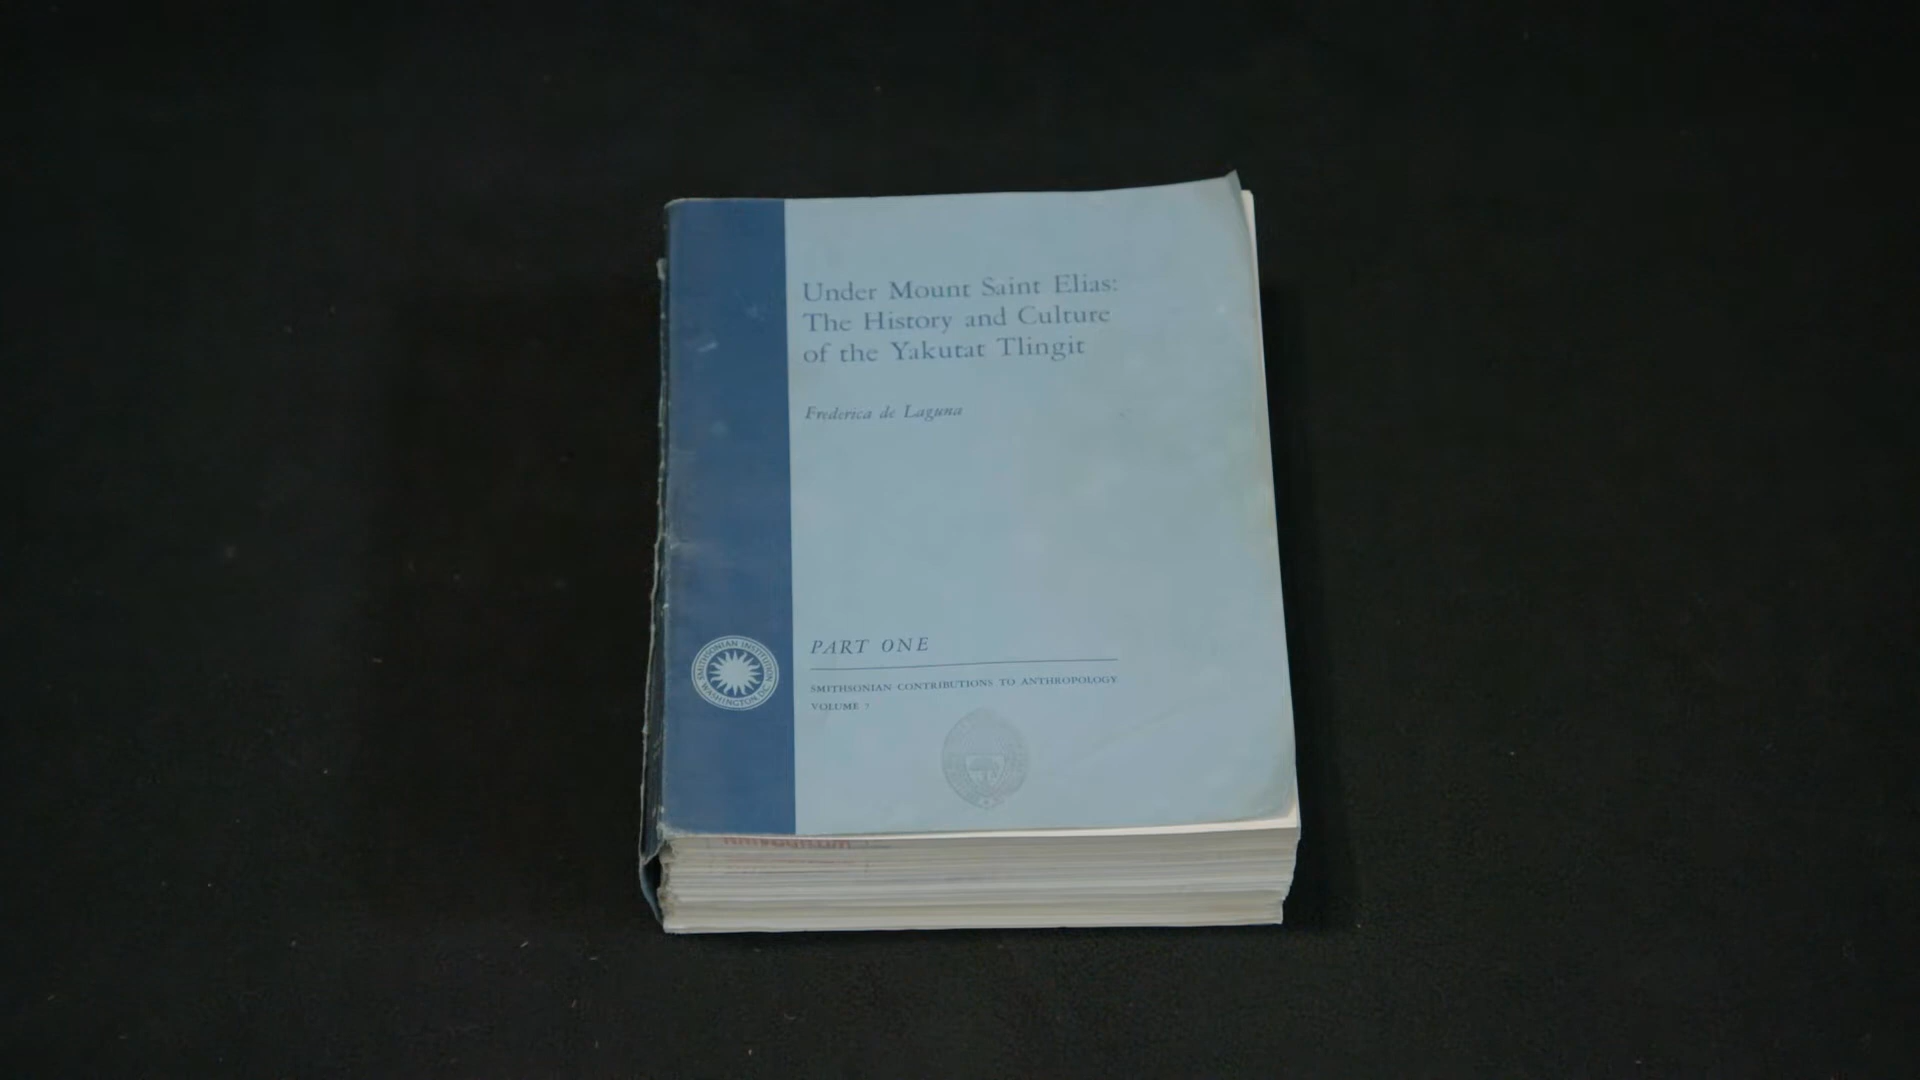 Under Mount Saint Elias:
The History and Culture
of the Yakutat Tlingit
Frederica de Laguna
PART ONE
SMITHSONIAN CONTRIBUTIONS TO ANTHROPOLOGY
VOLUME 7
SMITHSONIAN INSTITUTION
WASHINGTON, D.C.